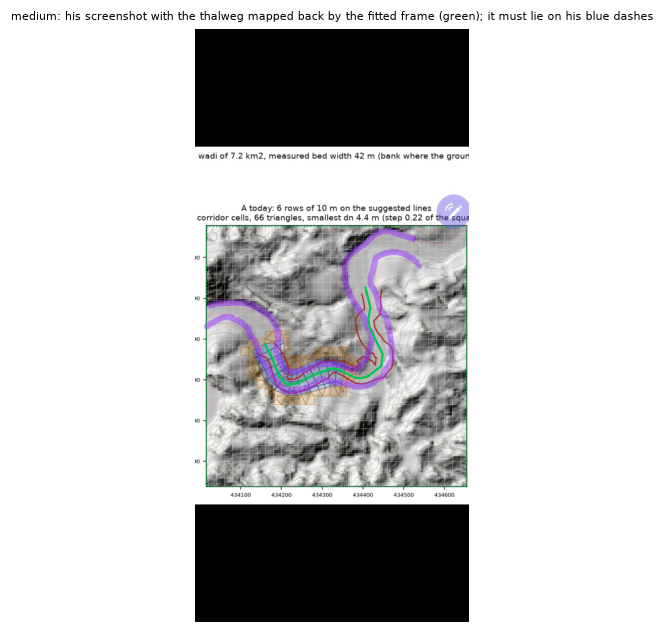 medium: his screenshot with the thalweg mapped back by the fitted frame (green); it must lie on his blue dashes
wadi of 7.2 km2, measured bed width 42 m (bank where the groun
A today: 6 rows of 10 m on the suggested lines
corridor cells, 66 triangles, smallest dn 4.4 m (step 0.22 of the squa
434100 434200 434300 434400 434500 434600